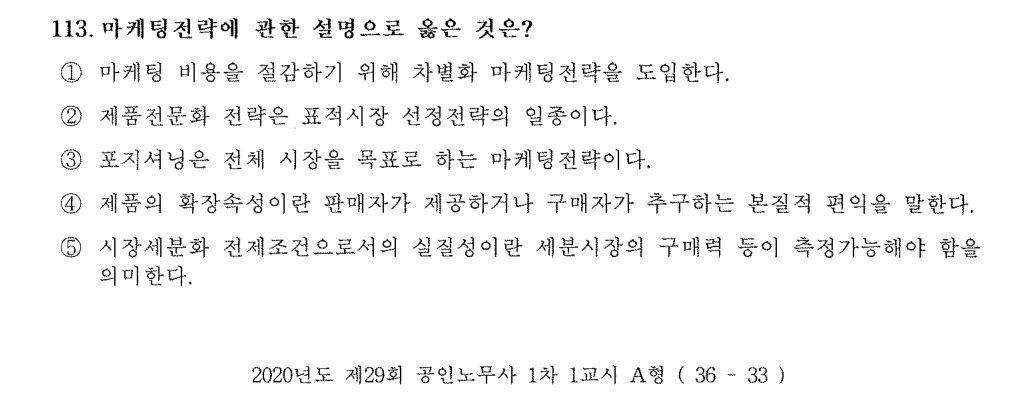 113. 마케팅전략에 관한 설명으로 옳은 것은?
① 마케팅 비용을 절감하기 위해 차별화 마케팅전략을 도입한다.
② 제품전문화 전략은 표적시장 선정전략의 일종이다.
③ 포지셔닝은 전체 시장을 목표로 하는 마케팅전략이다.
④ 제품의 확장속성이란 판매자가 제공하거나 구매자가 추구하는 본질적 편익을 말한다.
⑤ 시장세분화 전제조건으로서의 실질성이란 세분시장의 구매력 등이 측정가능해야 함을
의미한다.
2020년도 제29회 공인노무사 1차 1교시 A형 ( 36 - 33 )